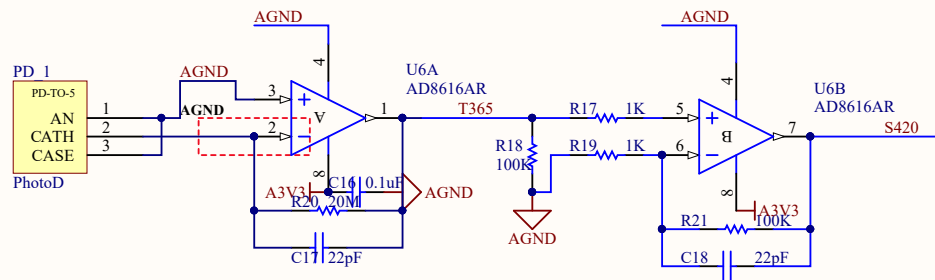 AGND
AGND
PD_1
PD-TO-5
AN
CATH
CASE
1
2
3
PhotoD
AGND
AGND
3
2
4
A
8
1
U6A
AD8616AR
T365
A3V3
C16
0.1uF
AGND
R20
20M
C17
22pF
R17
1K
R18
100K
R19
1K
AGND
5
6
4
B
8
7
U6B
AD8616AR
S420
A3V3
R21
100K
C18
22pF